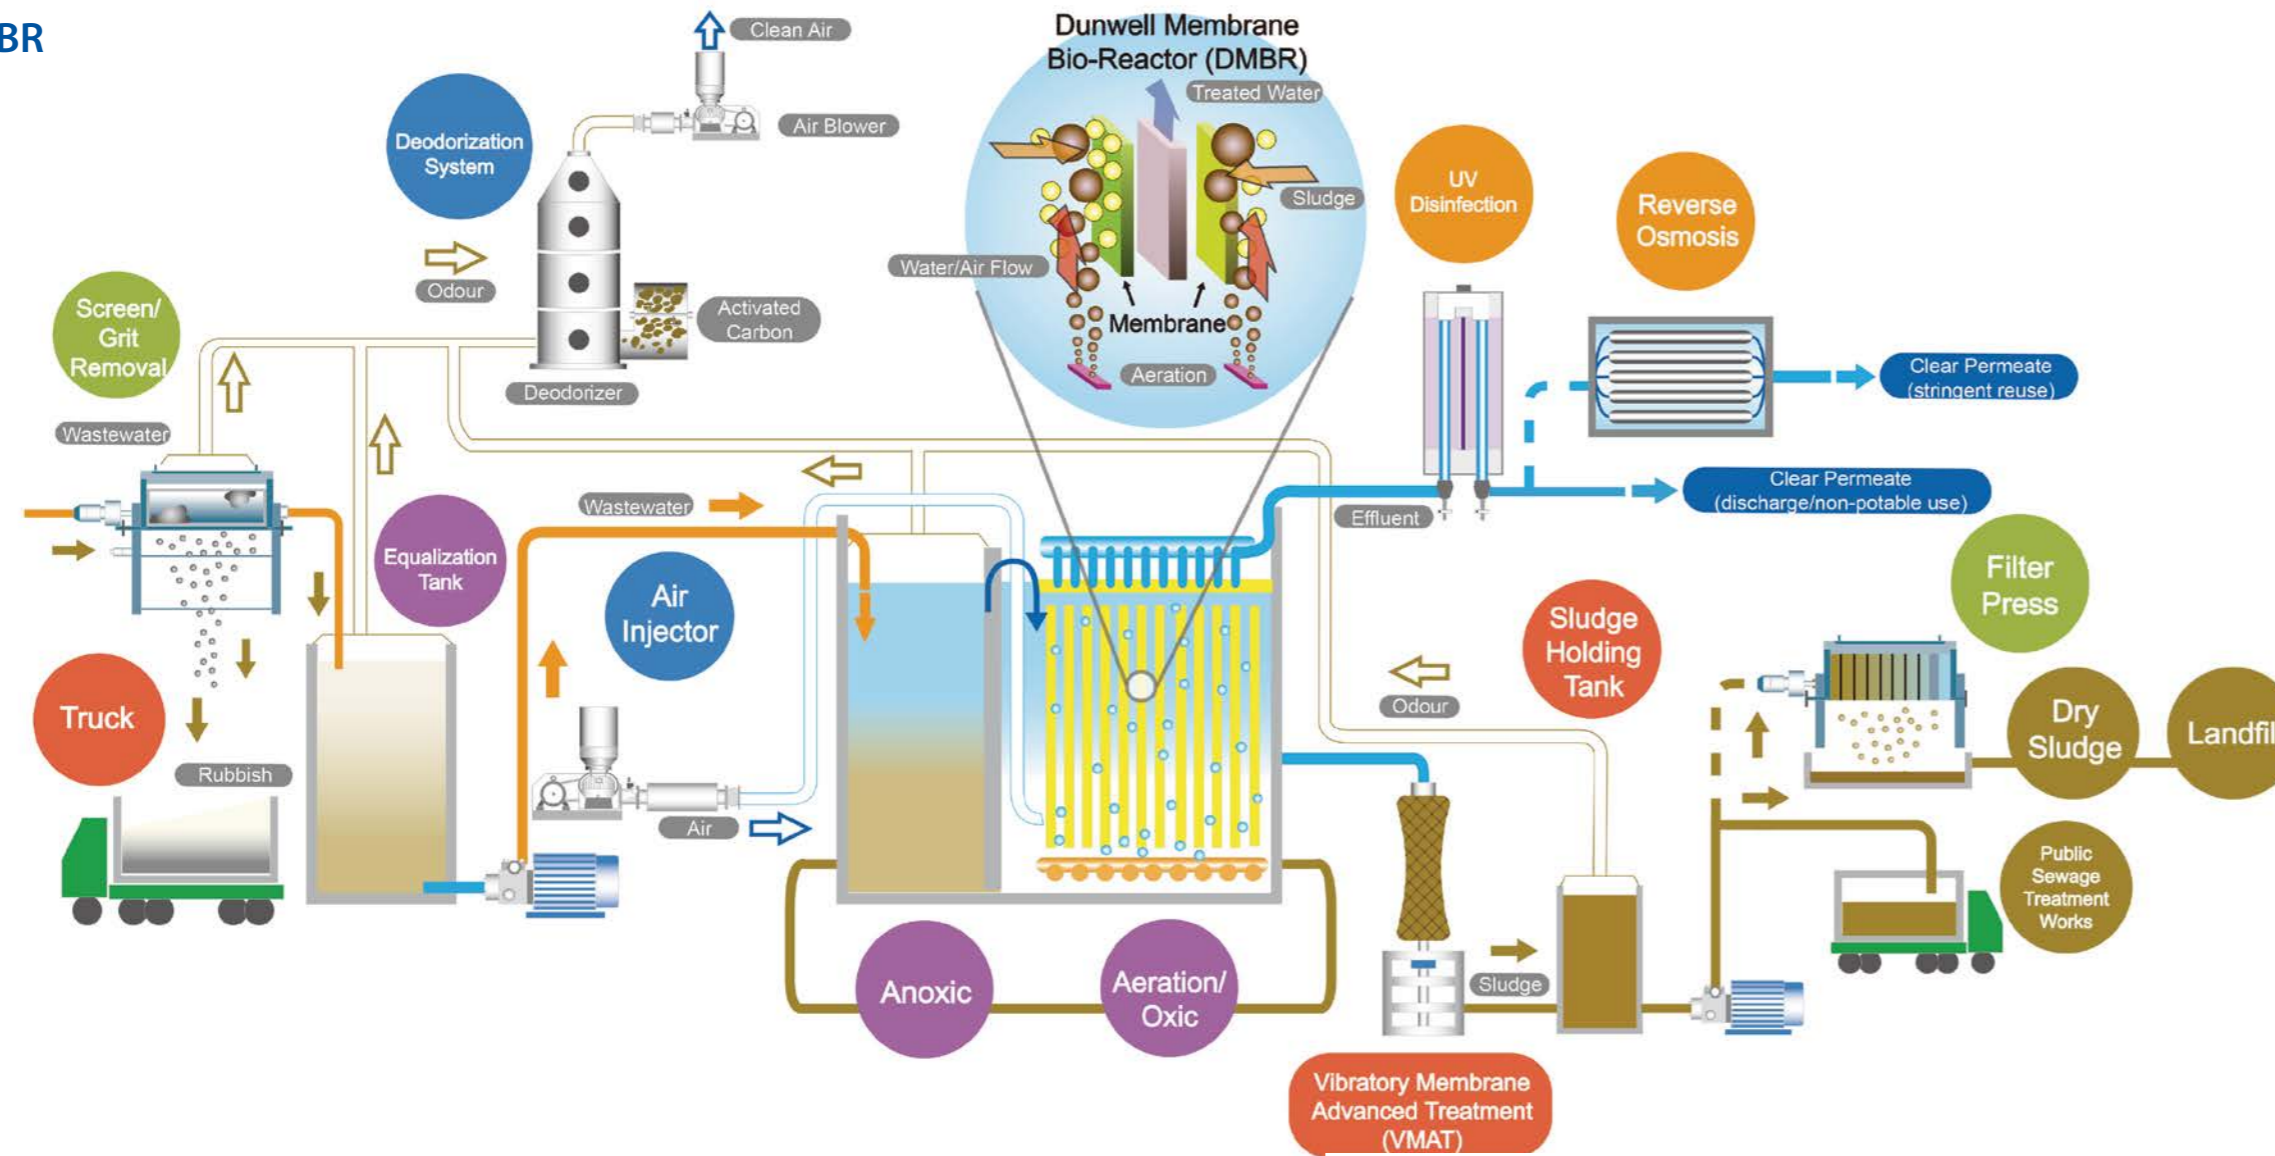 BR
Clean Air
Air Blower
Deodorization
System
Odour
Activated
Carbon
Deodorizer
Dunwell Membrane
Bio-Reactor (DMBR)
Treated Water
Sludge
Water/Air Flow
Membrane
Aeration
UV
Disinfection
Reverse
Osmosis
Clear Permeate
(stringent reuse)
Clear Permeate
(discharge/non-potable use)
Effluent
Screen/
Grit
Removal
Wastewater
Truck
Rubbish
Equalization
Tank
Wastewater
Air
Injector
Air
Anoxic
Aeration/
Oxic
Odour
Sludge
Holding
Tank
Filter
Press
Dry
Sludge
Landfil
Public
Sewage
Treatment
Works
Sludge
Vibratory Membrane
Advanced Treatment
(VMAT)